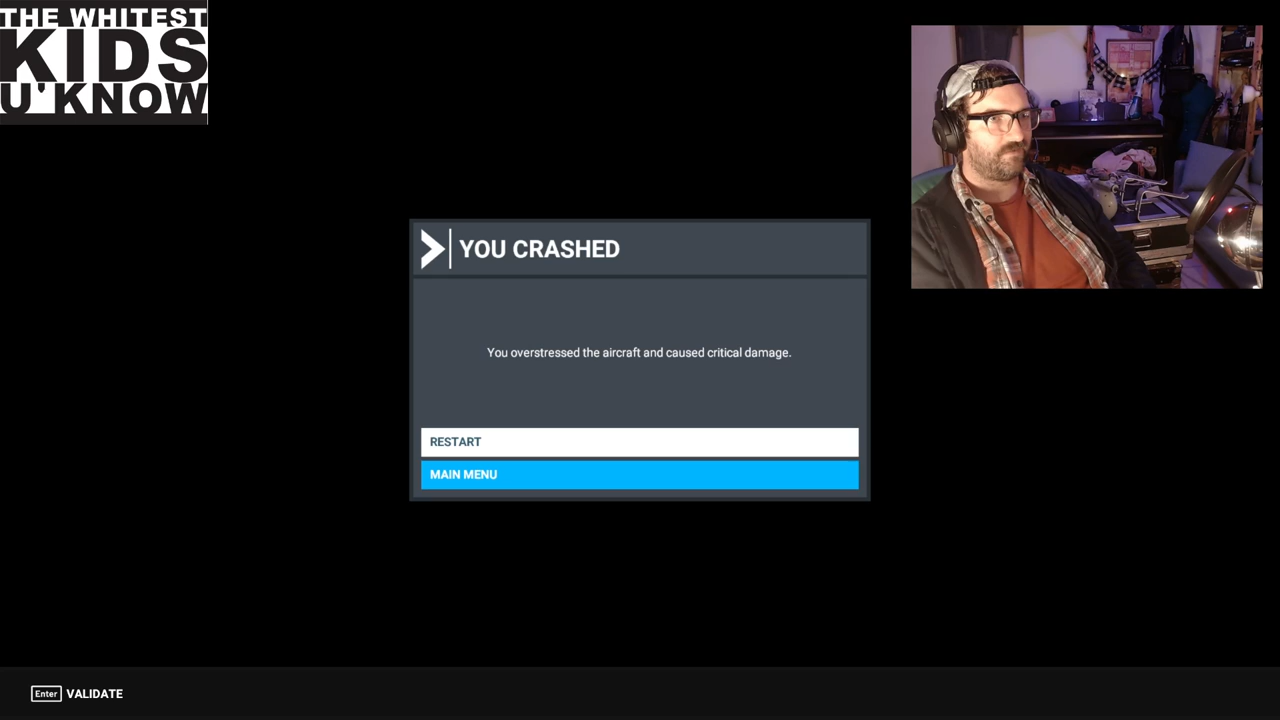 THE WHITEST
KIDS
U'KNOW
YOU CRASHED
You overstressed the aircraft and caused critical damage.
RESTART
MAIN MENU
Enter VALIDATE